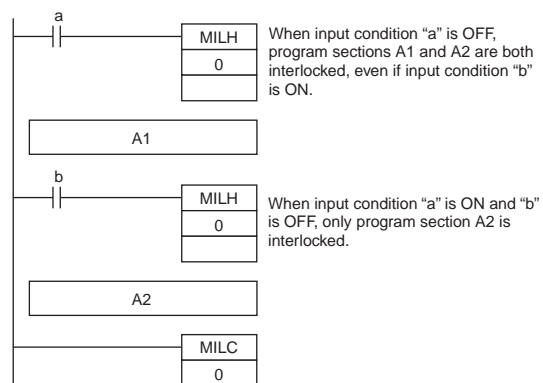 a
MILH
0
When input condition “a” is OFF,
program sections A1 and A2 are both
interlocked, even if input condition “b”
is ON.
A1
b
MILH
0
When input condition “a” is ON and “b”
is OFF, only program section A2 is
interlocked.
A2
MILC
0